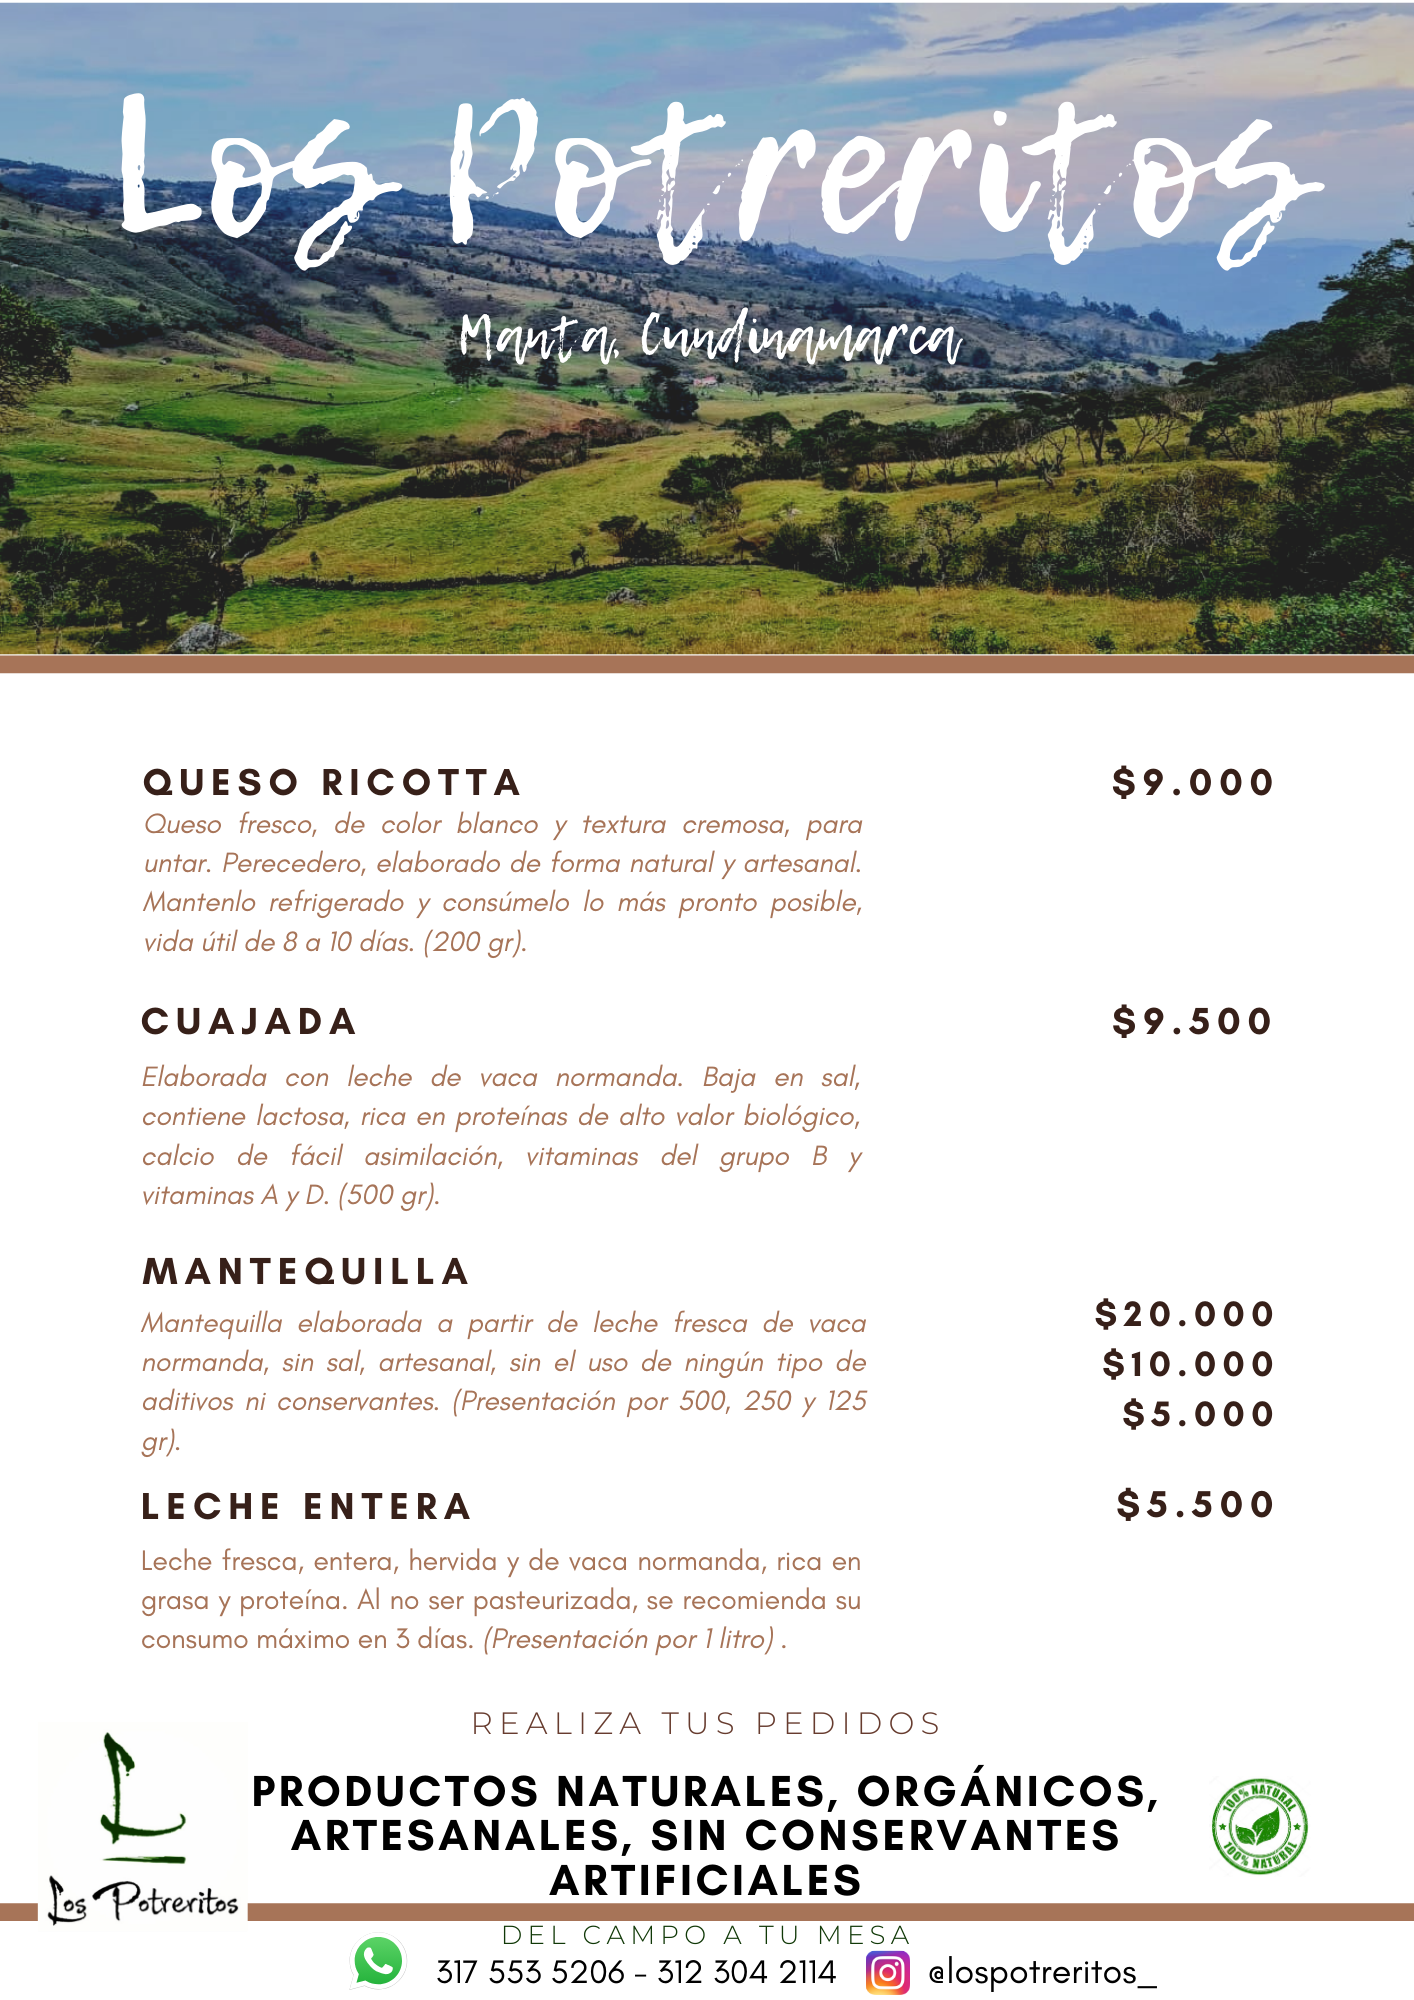 Los Potreritos
Manta, Cundinamarca
QUESO RICOTTA $9.000
Queso fresco, de color blanco y textura cremosa, para
untar. Perecedero, elaborado de forma natural y artesanal.
Mantenlo refrigerado y consúmelo lo más pronto posible,
vida útil de 8 a 10 días. (200 gr).
CUAJADA $9.500
Elaborada con leche de vaca normanda. Baja en sal,
contiene lactosa, rica en proteínas de alto valor biológico,
calcio de fácil asimilación, vitaminas del grupo B y
vitaminas A y D. (500 gr).
MANTEQUILLA
Mantequilla elaborada a partir de leche fresca de vaca
normanda, sin sal, artesanal, sin el uso de ningún tipo de
aditivos ni conservantes. (Presentación por 500, 250 y 125
gr).
$20.000
$10.000
$5.000
LECHE ENTERA $5.500
Leche fresca, entera, hervida y de vaca normanda, rica en
grasa y proteína. Al no ser pasteurizada, se recomienda su
consumo máximo en 3 días. (Presentación por 1 litro) .
REALIZA TUS PEDIDOS
PRODUCTOS NATURALES, ORGÁNICOS,
ARTESANALES, SIN CONSERVANTES
ARTIFICIALES
L
Los Potreritos
100% NATURAL
100% NATURAL
DEL CAMPO A TU MESA
317 553 5206 - 312 304 2114 @lospotreritos_